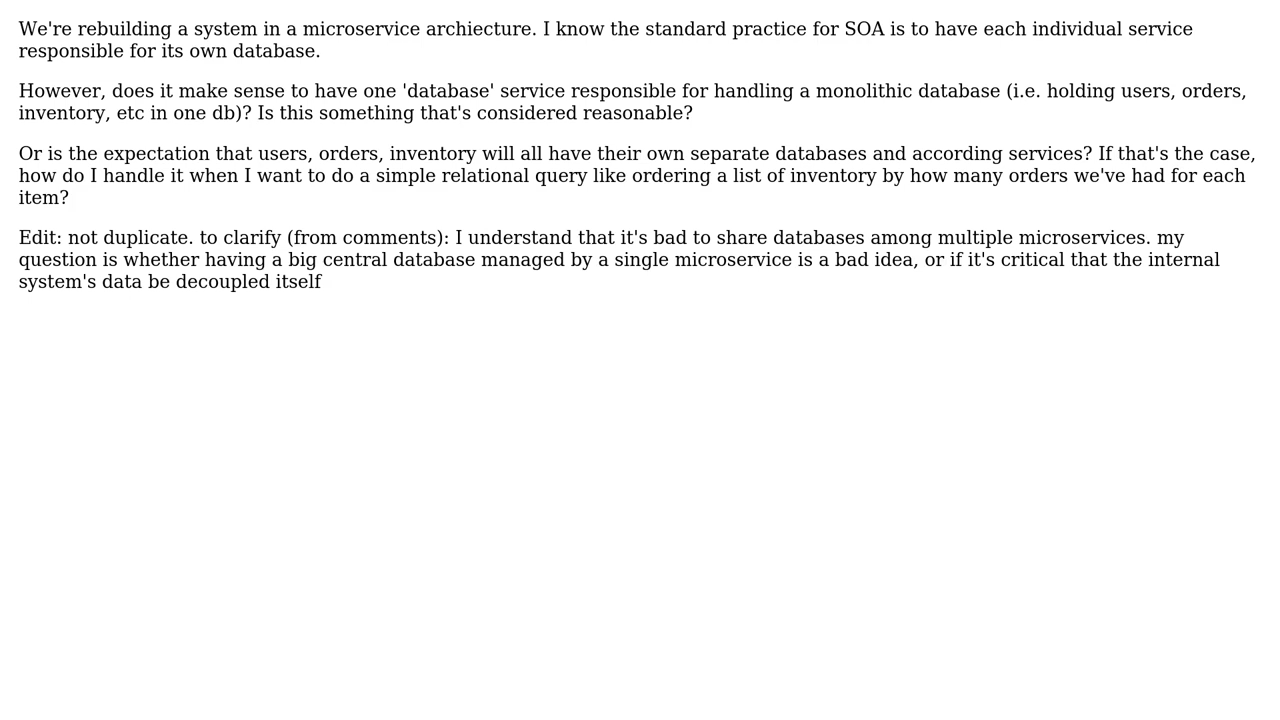 We're rebuilding a system in a microservice archiecture. I know the standard practice for SOA is to have each individual service
responsible for its own database.
However, does it make sense to have one 'database' service responsible for handling a monolithic database (i.e. holding users, orders,
inventory, etc in one db)? Is this something that's considered reasonable?
Or is the expectation that users, orders, inventory will all have their own separate databases and according services? If that's the case,
how do I handle it when I want to do a simple relational query like ordering a list of inventory by how many orders we've had for each
item?
Edit: not duplicate. to clarify (from comments): I understand that it's bad to share databases among multiple microservices. my
question is whether having a big central database managed by a single microservice is a bad idea, or if it's critical that the internal
system's data be decoupled itself